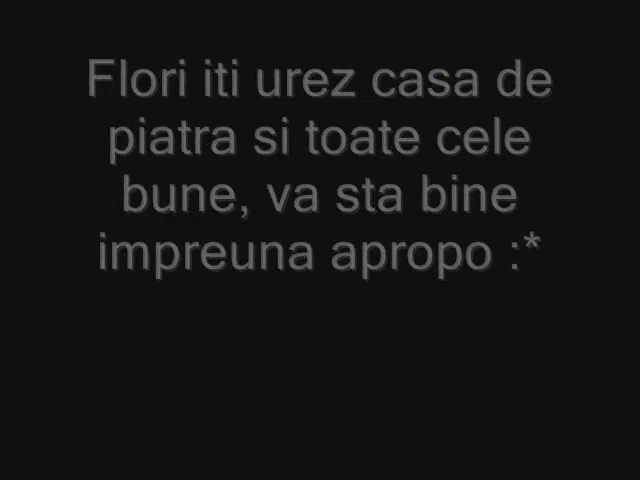 Flori iti urez casa de
piatra si toate cele
bune, va sta bine
impreuna apropo :*